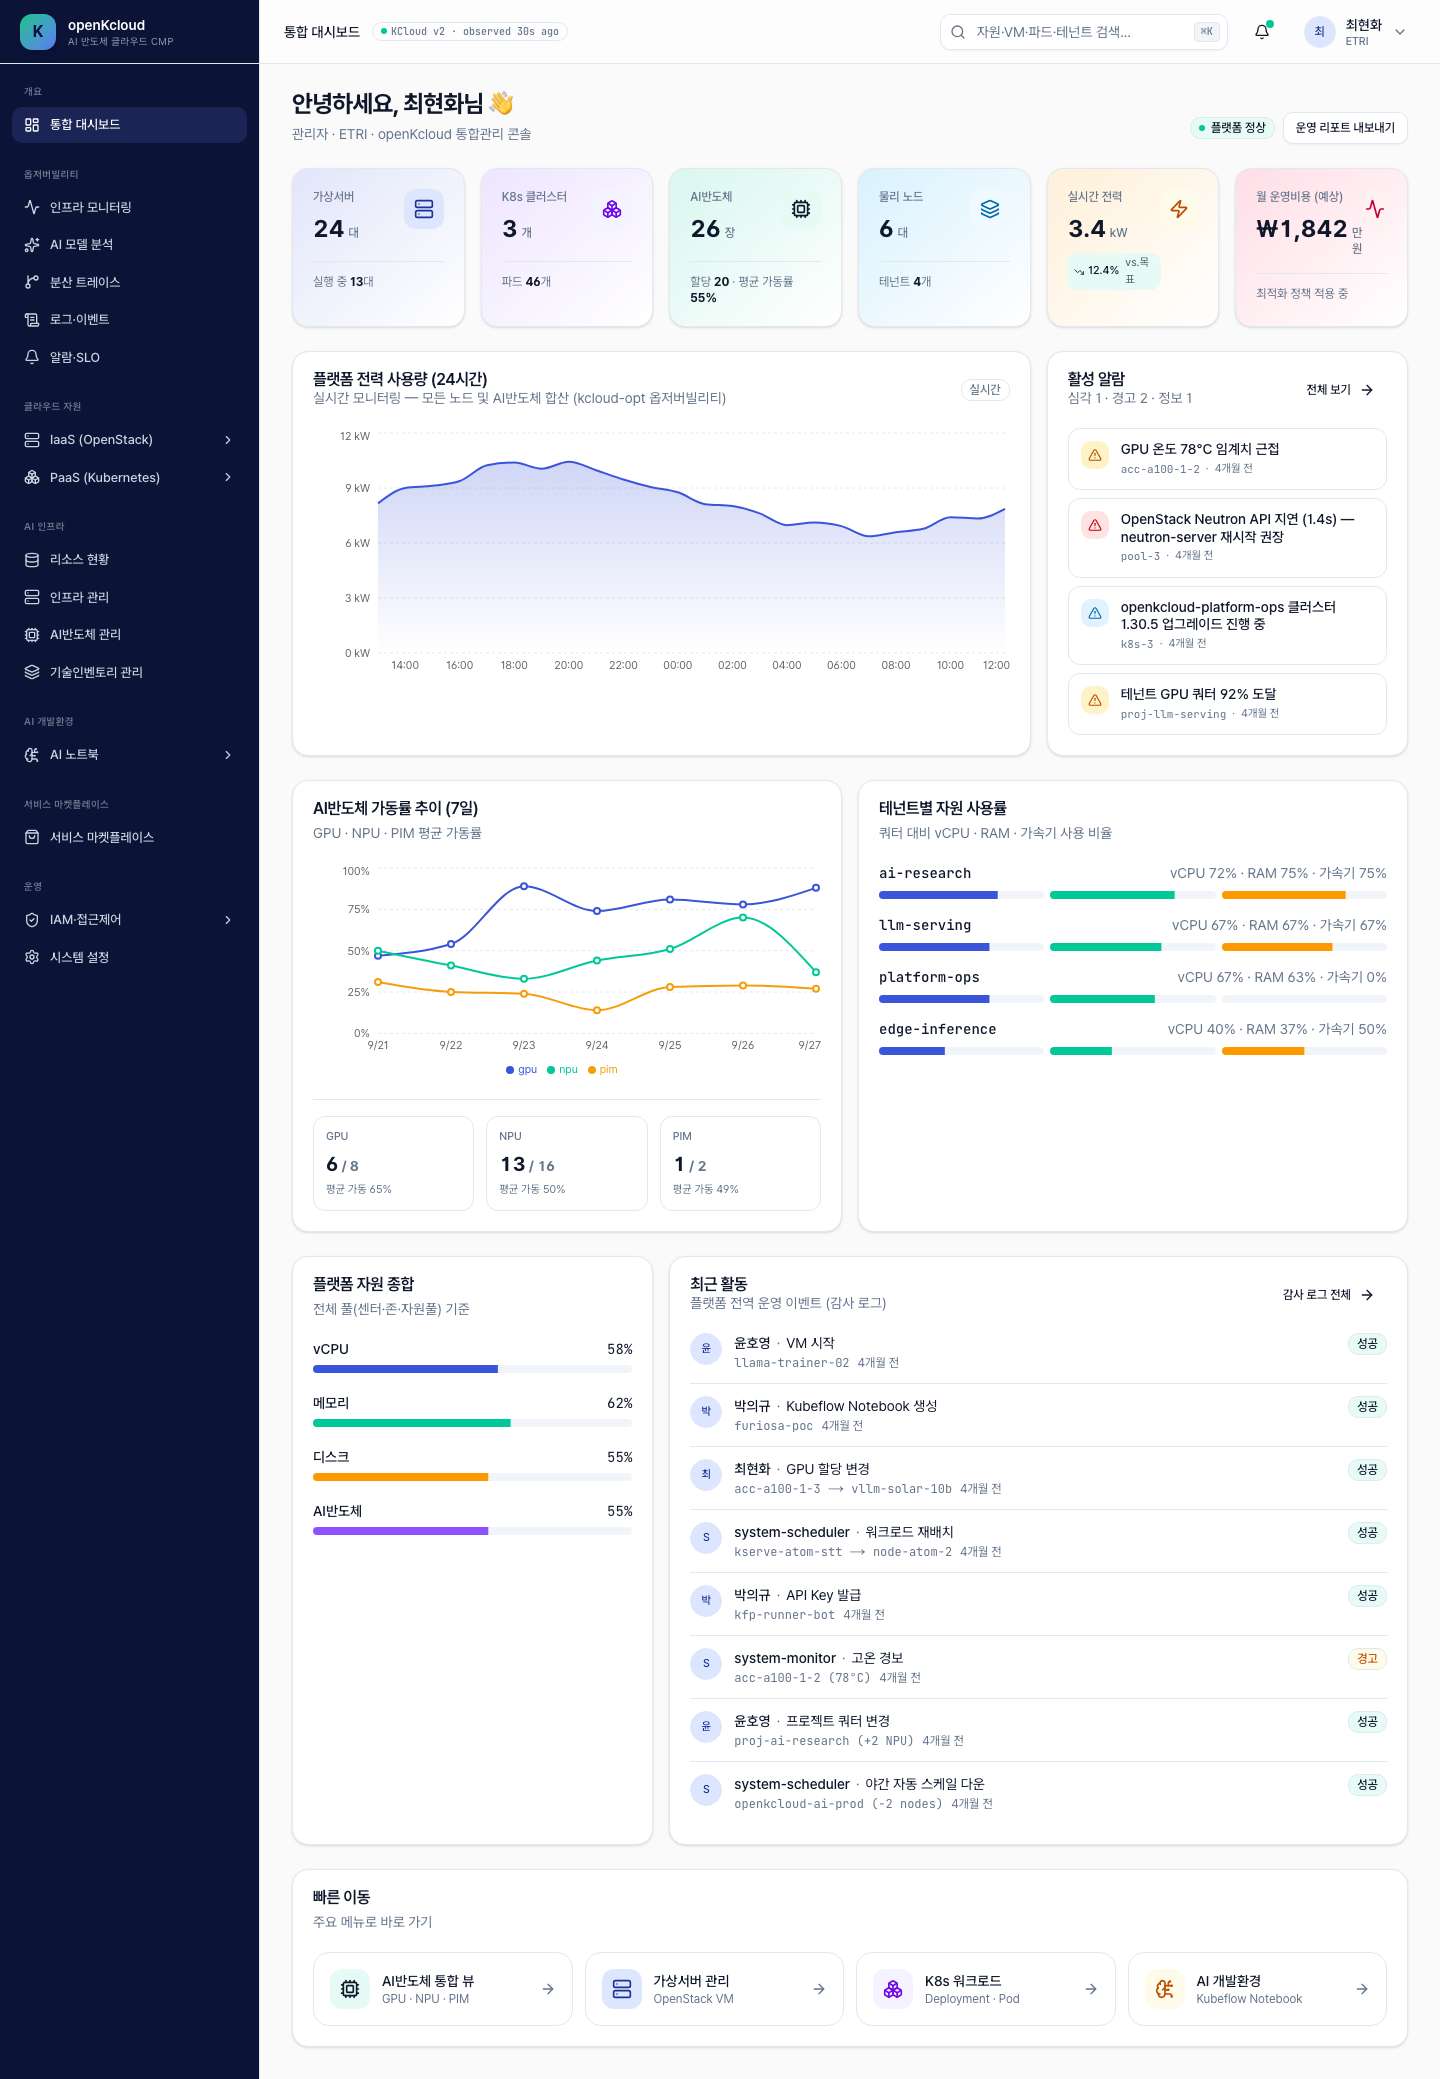 K
openKcloud
AI 반도체 클라우드 CMP
개요
통합 대시보드
옵저버빌리티
인프라 모니터링
AI 모델 분석
분산 트레이스
로그·이벤트
알람·SLO
클라우드 자원
IaaS (OpenStack)
PaaS (Kubernetes)
AI 인프라
리소스 현황
인프라 관리
AI반도체 관리
기술인벤토리 관리
AI 개발환경
AI 노트북
서비스 마켓플레이스
서비스 마켓플레이스
운영
IAM·접근제어
시스템 설정
통합 대시보드
KCloud v2 · observed 30s ago
자원·VM·파드·테넌트 검색...
⌘K
최
최현화
ETRI
안녕하세요, 최현화님 👋
관리자 · ETRI · openKcloud 통합관리 콘솔
플랫폼 정상
운영 리포트 내보내기
가상서버
24 대
실행 중 13대
K8s 클러스터
3 개
파드 46개
AI반도체
26 장
할당 20 · 평균 가동률
55%
물리 노드
6 대
테넌트 4개
실시간 전력
3.4 kW
12.4% vs.목
표
월 운영비용 (예상)
₩1,842 만
원
최적화 정책 적용 중
플랫폼 전력 사용량 (24시간)
실시간 모니터링 — 모든 노드 및 AI반도체 합산 (kcloud-opt 옵저버빌리티)
실시간
12 kW
9 kW
6 kW
3 kW
0 kW
14:00 16:00 18:00 20:00 22:00 00:00 02:00 04:00 06:00 08:00 10:00 12:00
활성 알람
심각 1 · 경고 2 · 정보 1
전체 보기
GPU 온도 78°C 임계치 근접
acc-a100-1-2 · 4개월 전
OpenStack Neutron API 지연 (1.4s) —
neutron-server 재시작 권장
pool-3 · 4개월 전
openkcloud-platform-ops 클러스터
1.30.5 업그레이드 진행 중
k8s-3 · 4개월 전
테넌트 GPU 쿼터 92% 도달
proj-llm-serving · 4개월 전
AI반도체 가동률 추이 (7일)
GPU · NPU · PIM 평균 가동률
100%
75%
50%
25%
0%
9/21 9/22 9/23 9/24 9/25 9/26 9/27
gpu npu pim
GPU
6 / 8
평균 가동 65%
NPU
13 / 16
평균 가동 50%
PIM
1 / 2
평균 가동 49%
테넌트별 자원 사용률
쿼터 대비 vCPU · RAM · 가속기 사용 비율
ai-research vCPU 72% · RAM 75% · 가속기 75%
llm-serving vCPU 67% · RAM 67% · 가속기 67%
platform-ops vCPU 67% · RAM 63% · 가속기 0%
edge-inference vCPU 40% · RAM 37% · 가속기 50%
플랫폼 자원 종합
전체 풀(센터·존·자원풀) 기준
vCPU 58%
메모리 62%
디스크 55%
AI반도체 55%
최근 활동
플랫폼 전역 운영 이벤트 (감사 로그)
감사 로그 전체
윤
윤호영 · VM 시작
llama-trainer-02 4개월 전
성공
박
박의규 · Kubeflow Notebook 생성
furiosa-poc 4개월 전
성공
최
최현화 · GPU 할당 변경
acc-a100-1-3 → vllm-solar-10b 4개월 전
성공
S
system-scheduler · 워크로드 재배치
kserve-atom-stt → node-atom-2 4개월 전
성공
박
박의규 · API Key 발급
kfp-runner-bot 4개월 전
성공
S
system-monitor · 고온 경보
acc-a100-1-2 (78°C) 4개월 전
경고
윤
윤호영 · 프로젝트 쿼터 변경
proj-ai-research (+2 NPU) 4개월 전
성공
S
system-scheduler · 야간 자동 스케일 다운
openkcloud-ai-prod (-2 nodes) 4개월 전
성공
빠른 이동
주요 메뉴로 바로 가기
AI반도체 통합 뷰
GPU · NPU · PIM
가상서버 관리
OpenStack VM
K8s 워크로드
Deployment · Pod
AI 개발환경
Kubeflow Notebook